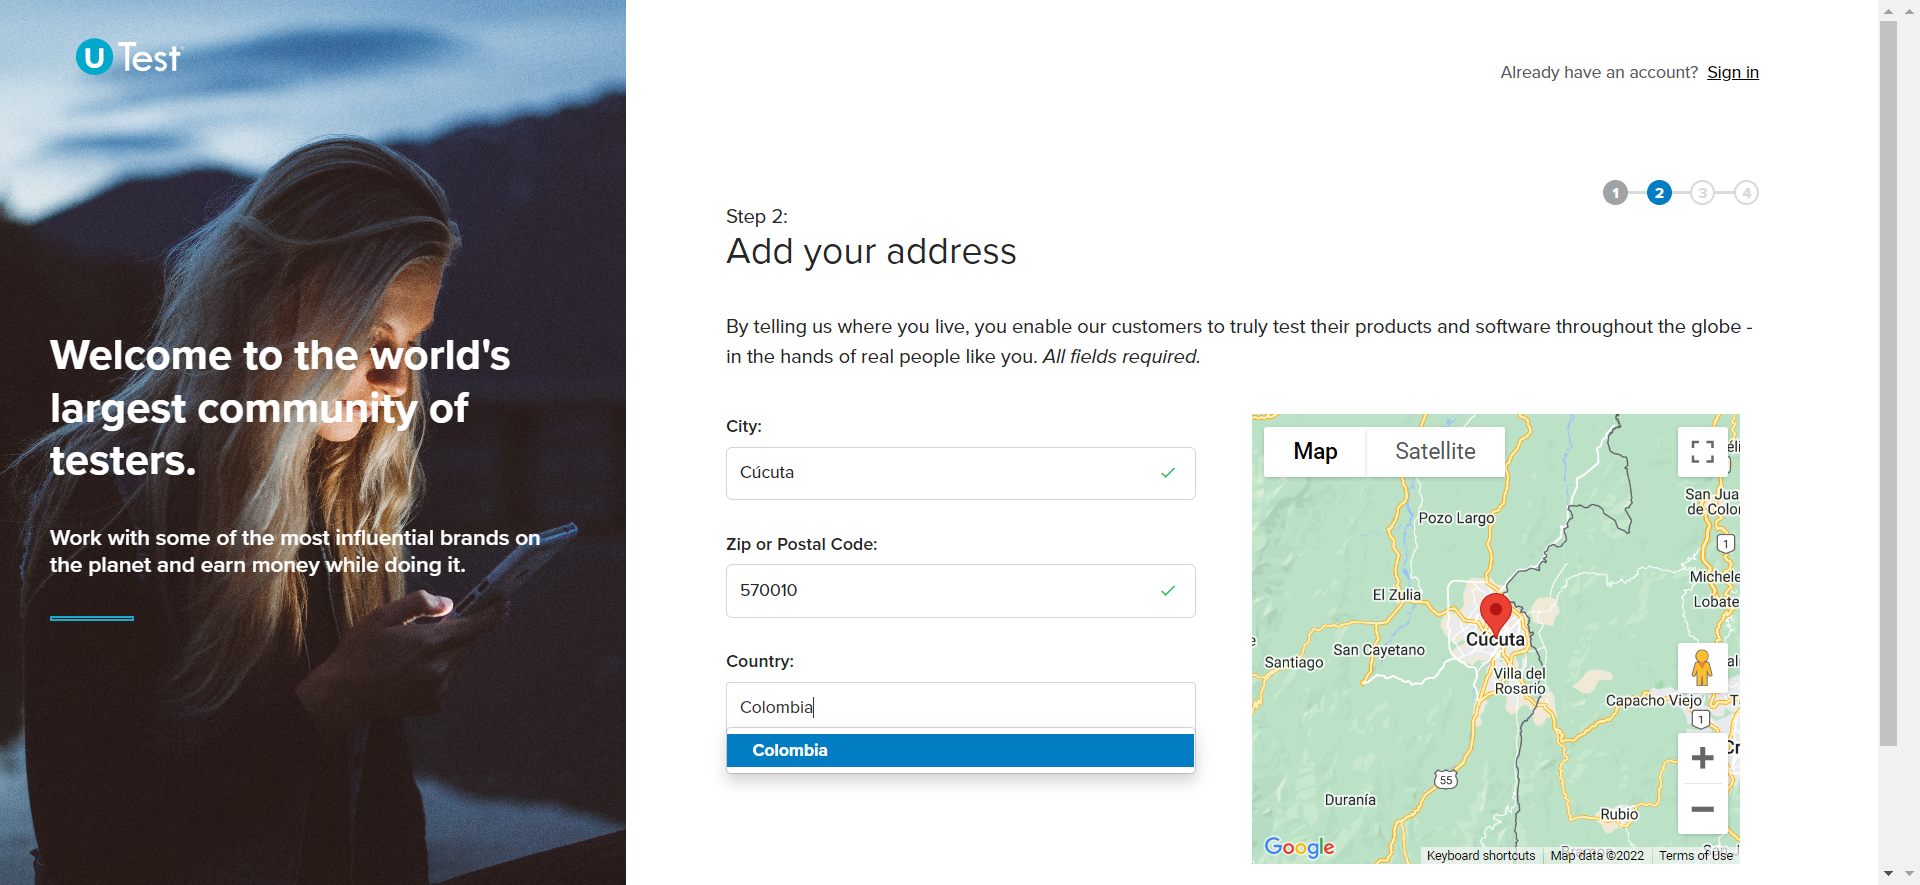 U Test
Welcome to the world's
largest community of
testers.
Work with some of the most influential brands on
the planet and earn money while doing it.
Already have an account? Sign in
1 2 3 4
Step 2:
Add your address
By telling us where you live, you enable our customers to truly test their products and software throughout the globe -
in the hands of real people like you. All fields required.
City:
Cúcuta
Zip or Postal Code:
570010
Country:
Colombia
Colombia
Map Satellite
San Jua
de Color
Pozo Largo
1
Michele
El Zulia
Lobate
Cúcuta
San Cayetano
Santiago
Villa del
Rosario
Capacho Viejo
1
55
Duranía
Rubio
Google
Keyboard shortcuts Map data ©2022 Terms of Use